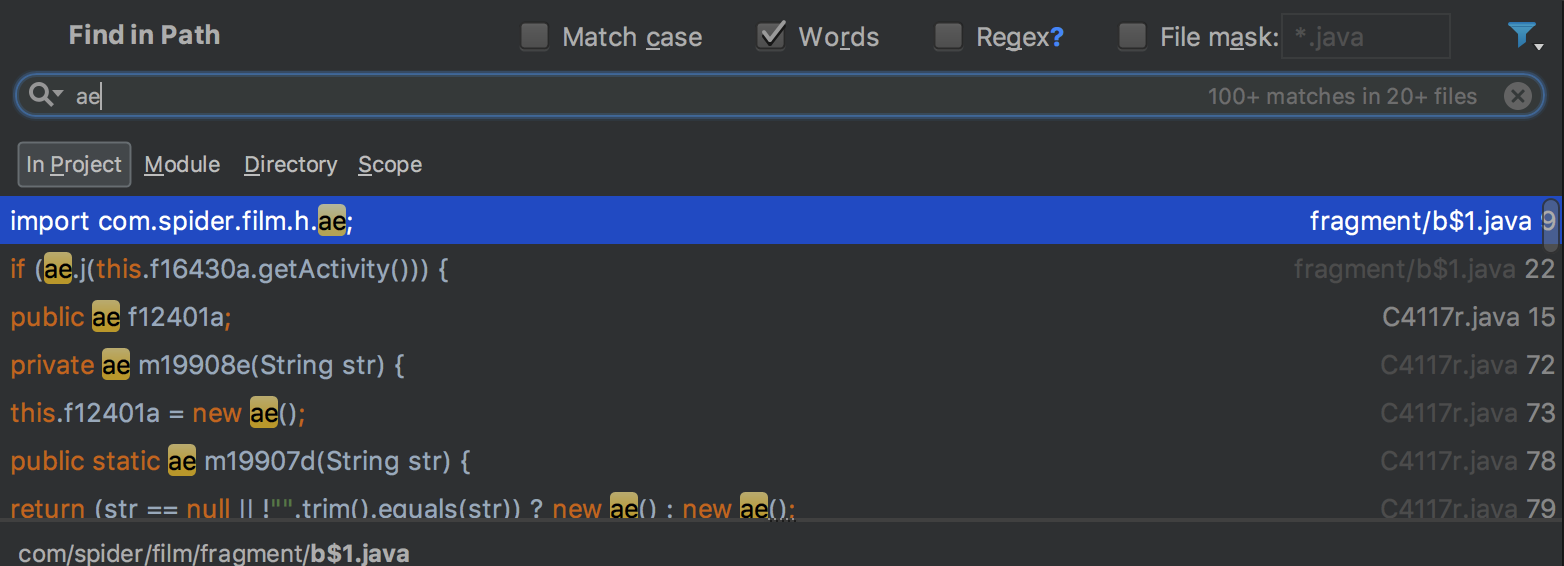 Find in Path Match case Words Regex? File mask: *.java
ae 100+ matches in 20+ files
In Project Module Directory Scope
import com.spider.film.h.ae; fragment/b$1.java 9
if (ae.j(this.f16430a.getActivity())) { fragment/b$1.java 22
public ae f12401a; C4117r.java 15
private ae m19908e(String str) { C4117r.java 72
this.f12401a = new ae(); C4117r.java 73
public static ae m19907d(String str) { C4117r.java 78
return (str == null || !"".trim().equals(str)) ? new ae() : new ae(); C4117r.java 79
com/spider/film/fragment/b$1.java